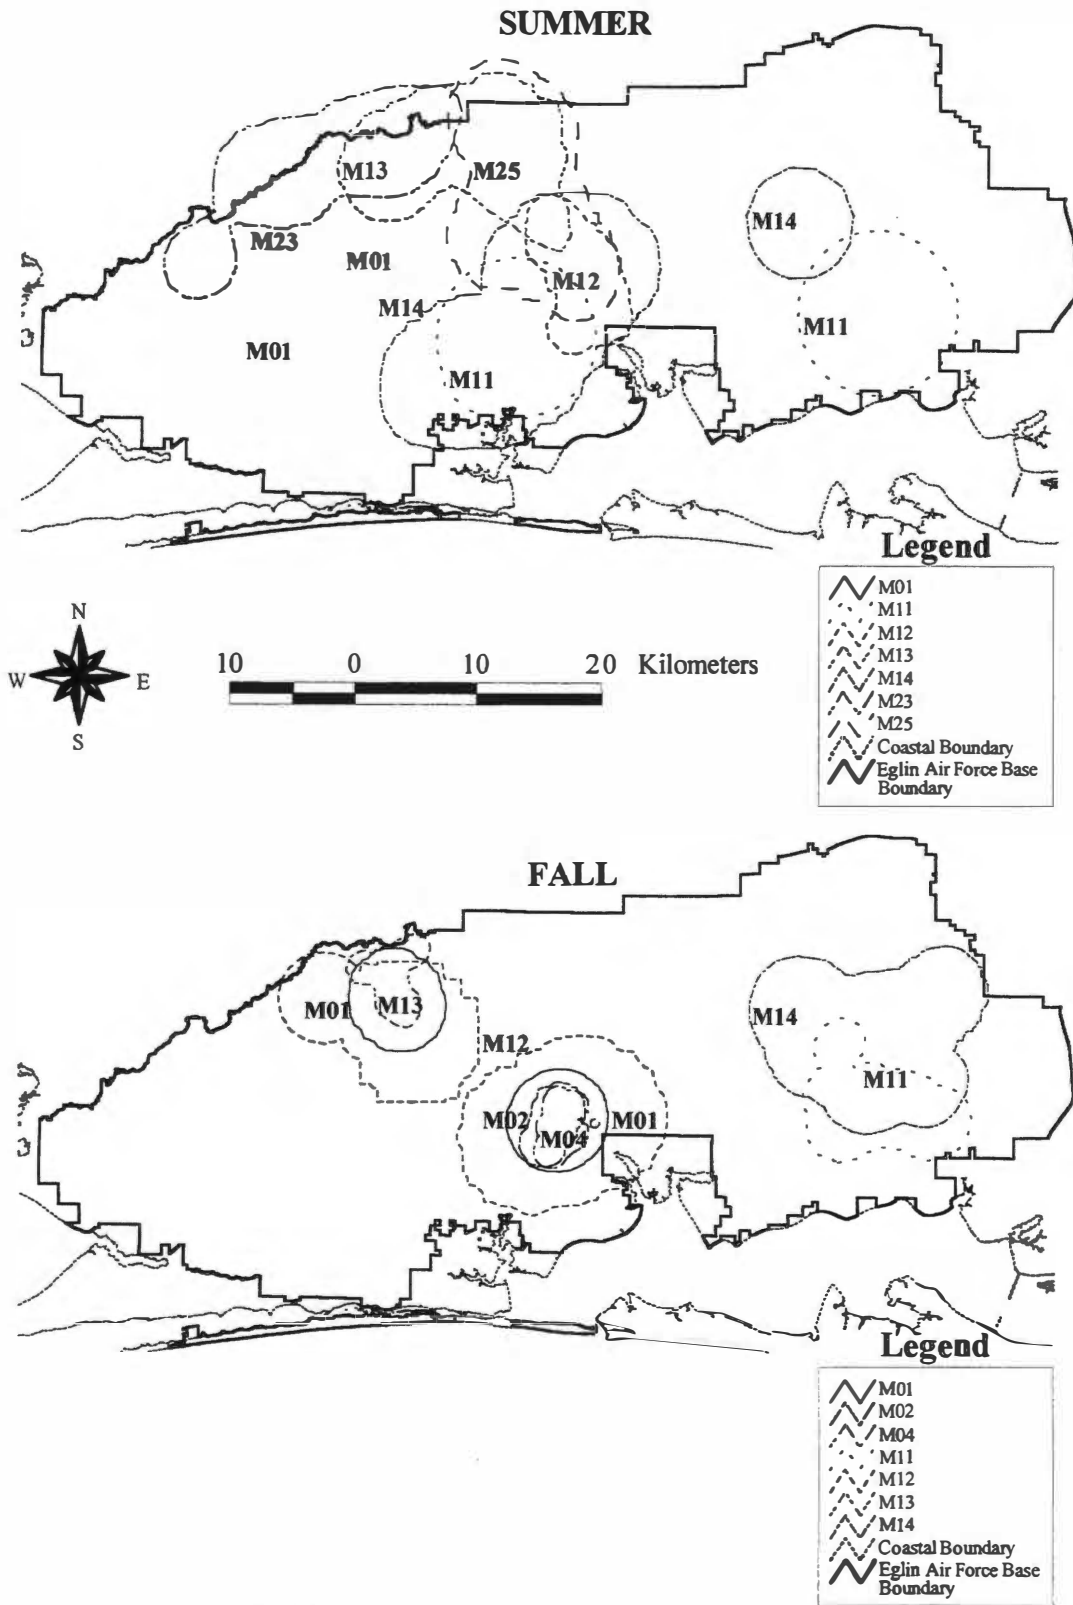 SUMMER
M13
M25
M14
M23
M01
M12
M14
M11
M01
M11
Legend
M01
M11
M12
M13
M14
M23
M25
Coastal Boundary
Eglin Air Force Base
Boundary
N
W E
S
10 0 10 20 Kilometers
FALL
M01
M13
M14
M12
M11
M02
M01
M04
Legend
M01
M02
M04
M11
M12
M13
M14
Coastal Boundary
Eglin Air Force Base
Boundary